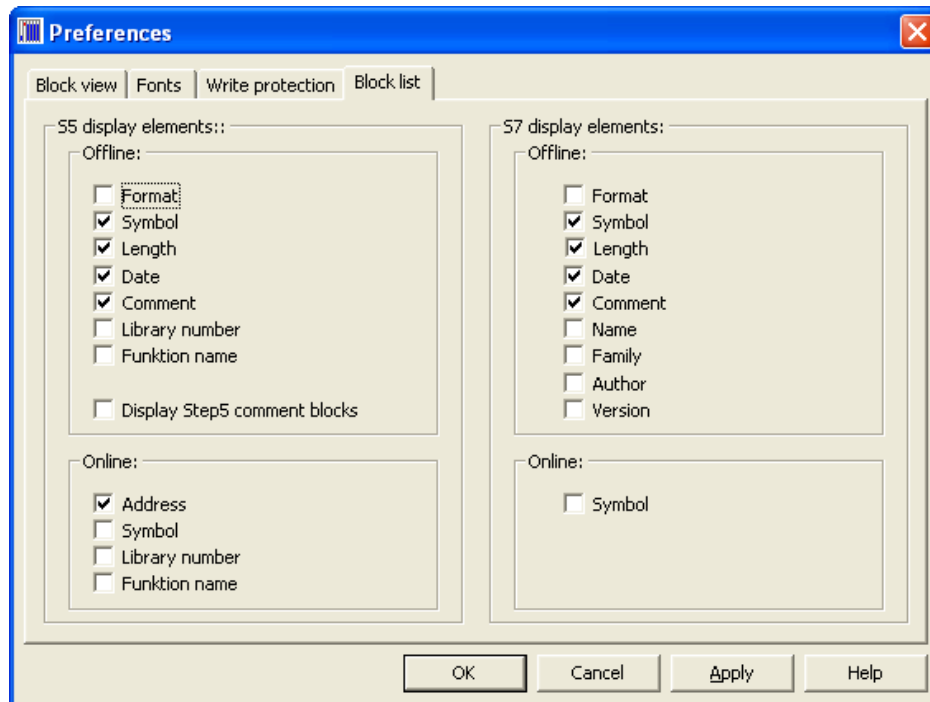 Preferences
Block view Fonts Write protection Block list
S5 display elements::
Offline:
Format
Symbol
Length
Date
Comment
Library number
Funktion name
Display Step5 comment blocks
Online:
Address
Symbol
Library number
Funktion name
S7 display elements:
Offline:
Format
Symbol
Length
Date
Comment
Name
Family
Author
Version
Online:
Symbol
OK Cancel Apply Help